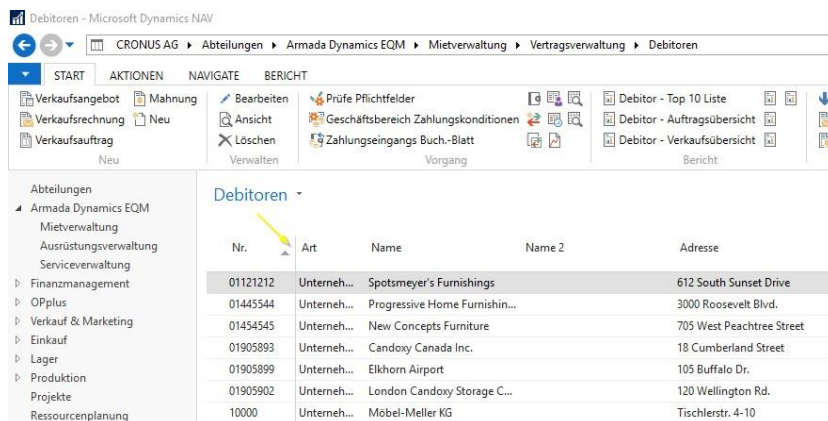 Debitoren - Microsoft Dynamics NAV
CRONUS AG ▸ Abteilungen ▸ Armada Dynamics EQM ▸ Mietverwaltung ▸ Vertragsverwaltung ▸ Debitoren
START AKTIONEN NAVIGATE BERICHT
Verkaufsangebot Mahnung Bearbeiten Prüfe Pflichtfelder Debitor - Top 10 Liste
Verkaufsrechnung Neu Ansicht Geschäftsbereich Zahlungskonditionen Debitor - Auftragsübersicht
Verkaufsauftrag Löschen Zahlungseingangs Buch.-Blatt Debitor - Verkaufsübersicht
Neu Verwalten Vorgang Bericht
Abteilungen
Armada Dynamics EQM
Mietverwaltung
Ausrüstungsverwaltung
Serviceverwaltung
Finanzmanagement
OPplus
Verkauf & Marketing
Einkauf
Lager
Produktion
Projekte
Ressourcenplanung
Debitoren
Nr. Art Name Name 2 Adresse
01121212 Unterneh... Spotsmeyer's Furnishings 612 South Sunset Drive
01445544 Unterneh... Progressive Home Furnishin... 3000 Roosevelt Blvd.
01454545 Unterneh... New Concepts Furniture 705 West Peachtree Street
01905893 Unterneh... Candoxy Canada Inc. 18 Cumberland Street
01905899 Unterneh... Elkhorn Airport 105 Buffalo Dr.
01905902 Unterneh... London Candoxy Storage C... 120 Wellington Rd.
10000 Unterneh... Möbel-Meller KG Tischlerstr. 4-10